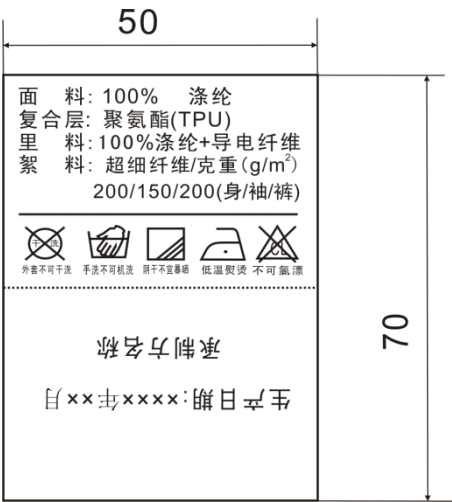 50
面 料: 100% 涤纶
复合层: 聚氨酯(TPU)
里 料: 100%涤纶+导电纤维
絮 料: 超细纤维/克重(g/m²)
200/150/200(身/袖/裤)
干洗
CL
外套不可干洗 手洗不可机洗 阴干不宜暴晒 低温熨烫 不可氯漂
70
承制方名称
生产日期:××××年××月